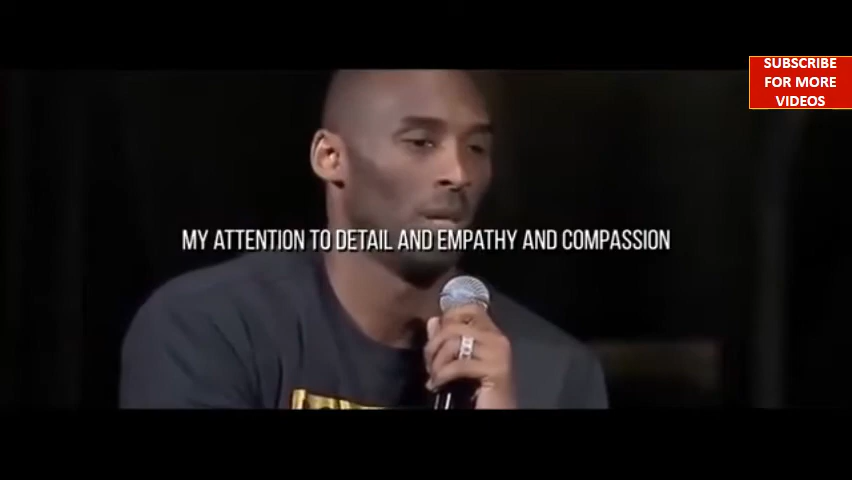 SUBSCRIBE
FOR MORE
VIDEOS
MY ATTENTION TO DETAIL AND EMPATHY AND COMPASSION